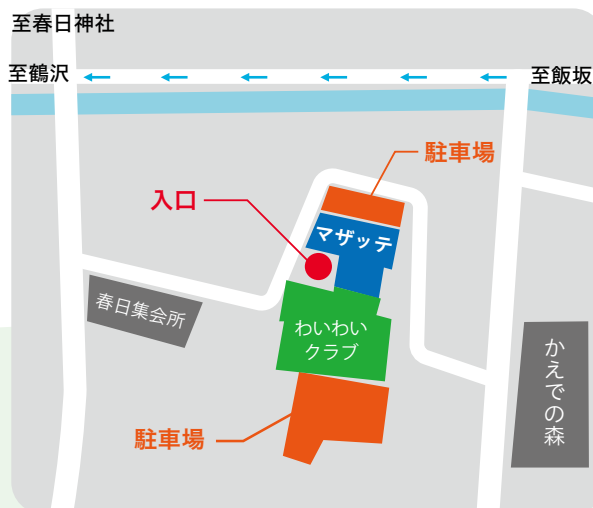 至春日神社
至鶴沢
至飯坂
駐車場
入口
マザッテ
春日集会所
わいわい
クラブ
かえでの森
駐車場